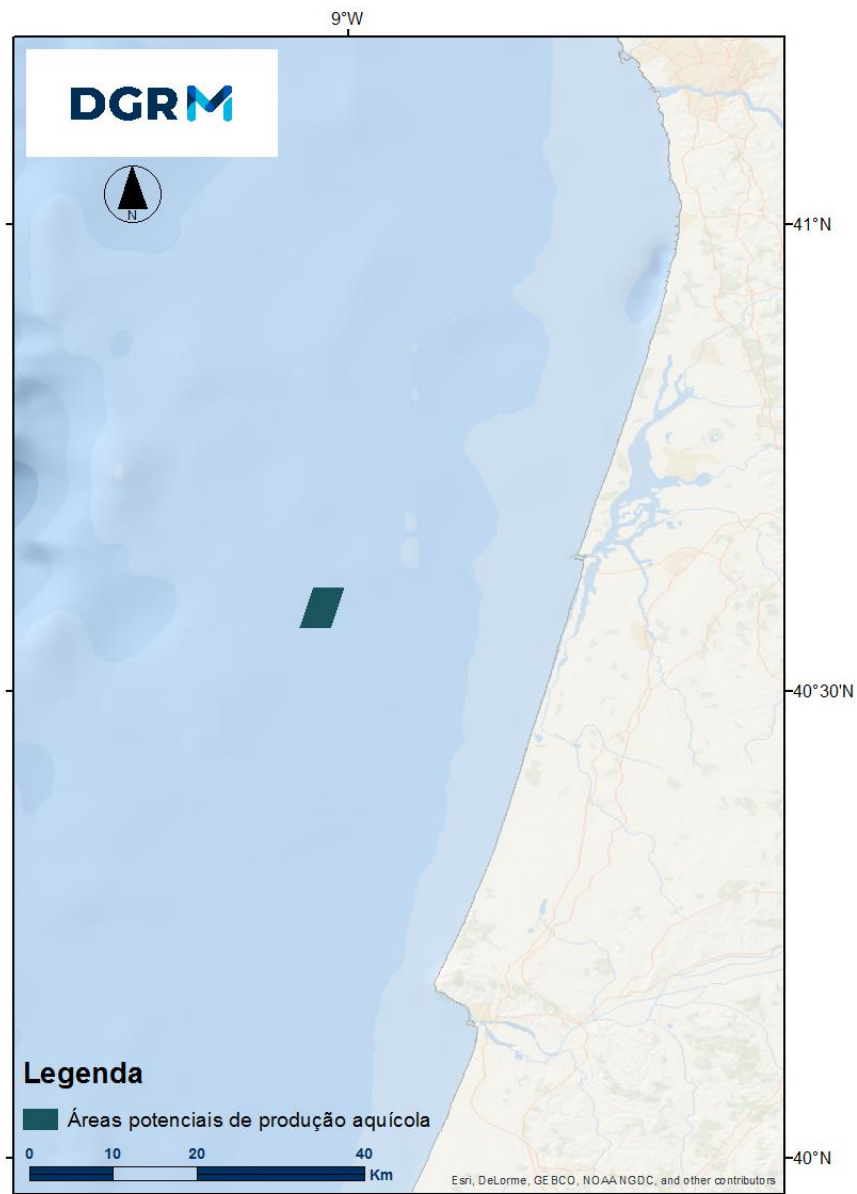 9°W
DGRM
N
41°N
40°30'N
Legenda
Áreas potenciais de produção aquícola
0 10 20 40
Km
40°N
Esri, DeLorme, GEBCO, NOAA NGDC, and other contributors